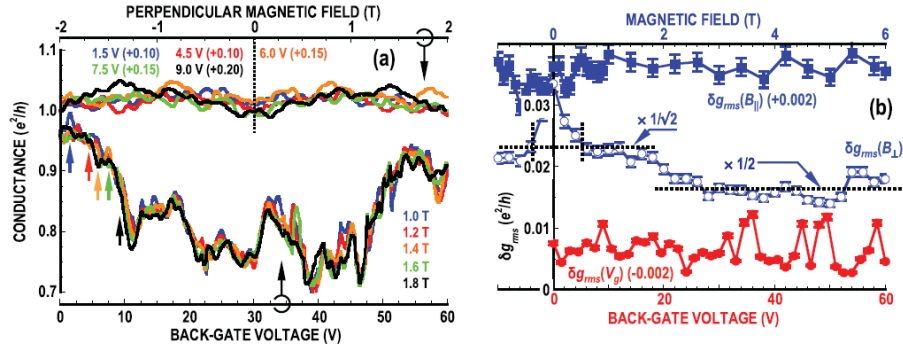 PERPENDICULAR MAGNETIC FIELD (T)
-2 -1 0 1 2
1.1
1.0
0.9
0.8
0.7
CONDUCTANCE (e²/h)
1.5 V (+0.10) 4.5 V (+0.10) 6.0 V (+0.15)
7.5 V (+0.15) 9.0 V (+0.20)
(a)
1.0 T
1.2 T
1.4 T
1.6 T
1.8 T
0 10 20 30 40 50 60
BACK-GATE VOLTAGE (V)
MAGNETIC FIELD (T)
0 2 4 6
0.03
0.02
0.01
0
δg_rms (e²/h)
δg_rms(B_||) (+0.002)
(b)
× 1/√2
δg_rms(B_⊥)
× 1/2
δg_rms(V_g) (-0.002)
0 20 40 60
BACK-GATE VOLTAGE (V)